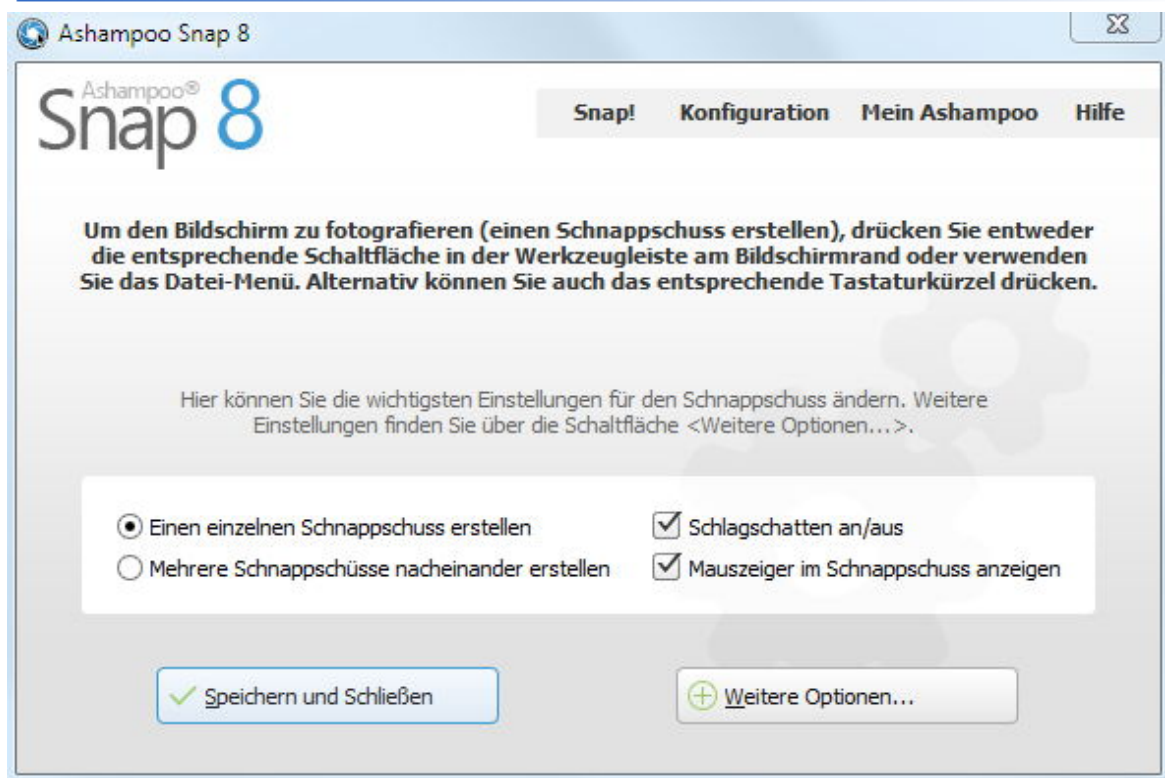 Ashampoo Snap 8
Ashampoo®
Snap 8
Snap! Konfiguration Mein Ashampoo Hilfe
Um den Bildschirm zu fotografieren (einen Schnappschuss erstellen), drücken Sie entweder
die entsprechende Schaltfläche in der Werkzeugleiste am Bildschirmrand oder verwenden
Sie das Datei-Menü. Alternativ können Sie auch das entsprechende Tastaturkürzel drücken.
Hier können Sie die wichtigsten Einstellungen für den Schnappschuss ändern. Weitere
Einstellungen finden Sie über die Schaltfläche <Weitere Optionen...>.
Einen einzelnen Schnappschuss erstellen Schlagschatten an/aus
Mehrere Schnappschüsse nacheinander erstellen Mauszeiger im Schnappschuss anzeigen
Speichern und Schließen Weitere Optionen...